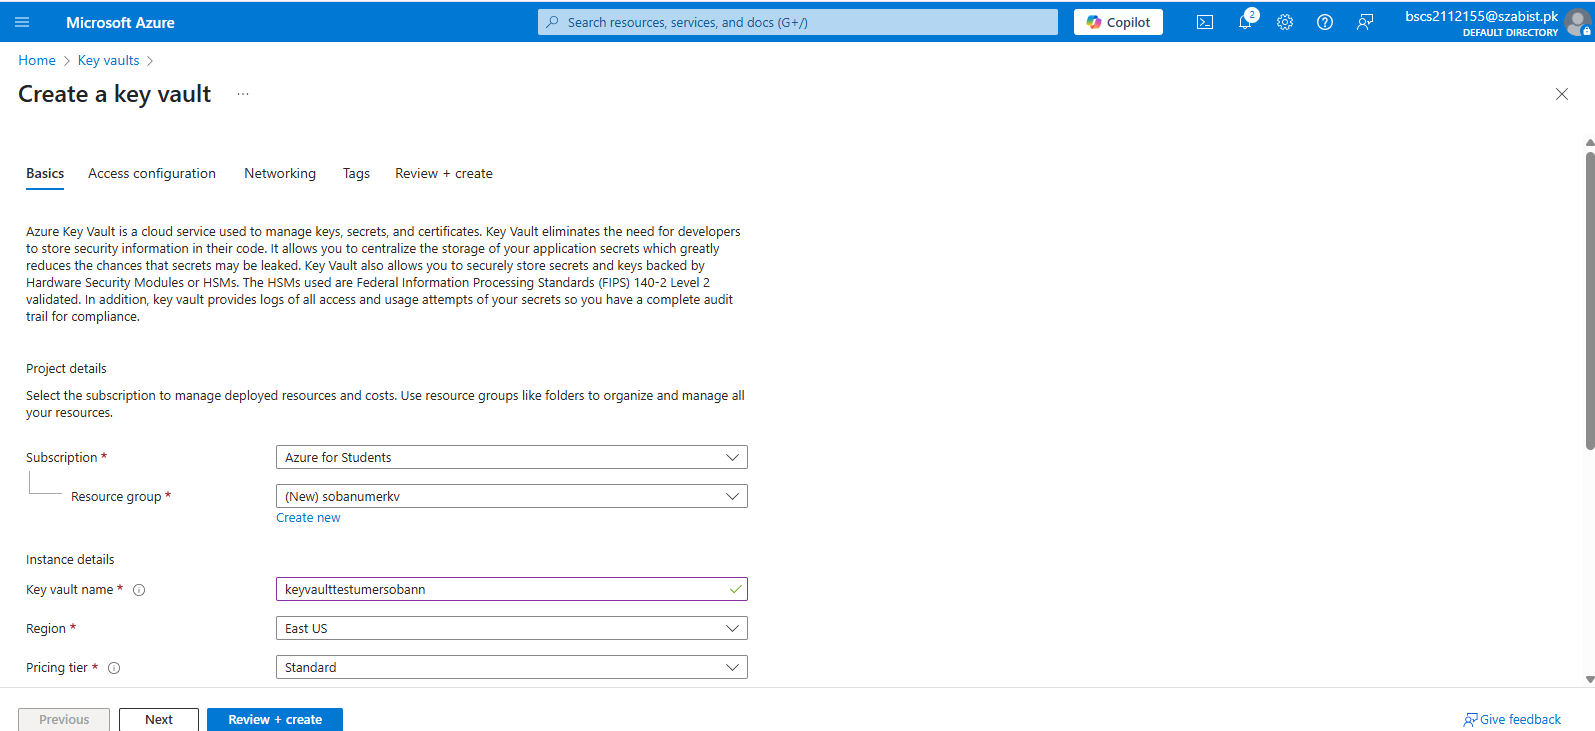 Microsoft Azure
Search resources, services, and docs (G+/)
Copilot
2
bscs2112155@szabist.pk
DEFAULT DIRECTORY
Home > Key vaults >
Create a key vault ...
Basics Access configuration Networking Tags Review + create
Azure Key Vault is a cloud service used to manage keys, secrets, and certificates. Key Vault eliminates the need for developers
to store security information in their code. It allows you to centralize the storage of your application secrets which greatly
reduces the chances that secrets may be leaked. Key Vault also allows you to securely store secrets and keys backed by
Hardware Security Modules or HSMs. The HSMs used are Federal Information Processing Standards (FIPS) 140-2 Level 2
validated. In addition, key vault provides logs of all access and usage attempts of your secrets so you have a complete audit
trail for compliance.
Project details
Select the subscription to manage deployed resources and costs. Use resource groups like folders to organize and manage all
your resources.
Subscription * Azure for Students
Resource group * (New) sobanumerkv
Create new
Instance details
Key vault name * keyvaulttestumersobann
Region * East US
Pricing tier * Standard
Previous Next Review + create Give feedback